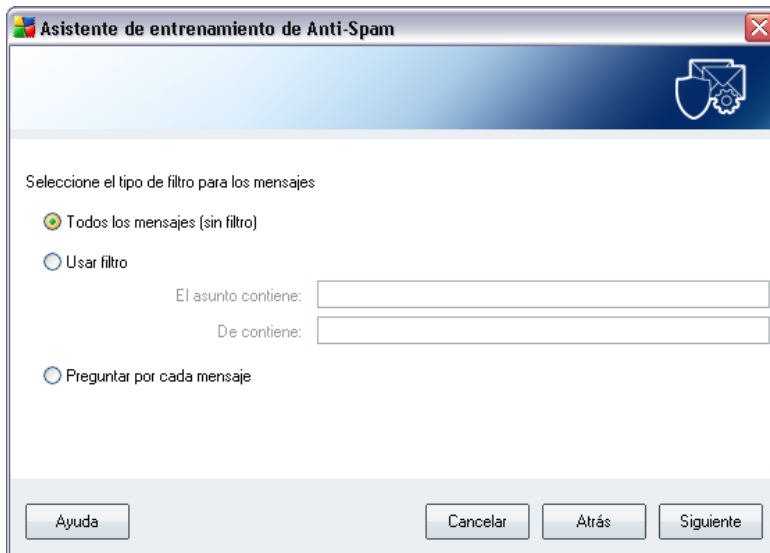 Asistente de entrenamiento de Anti-Spam
Seleccione el tipo de filtro para los mensajes
Todos los mensajes (sin filtro)
Usar filtro
El asunto contiene:
De contiene:
Preguntar por cada mensaje
Ayuda Cancelar Atrás Siguiente